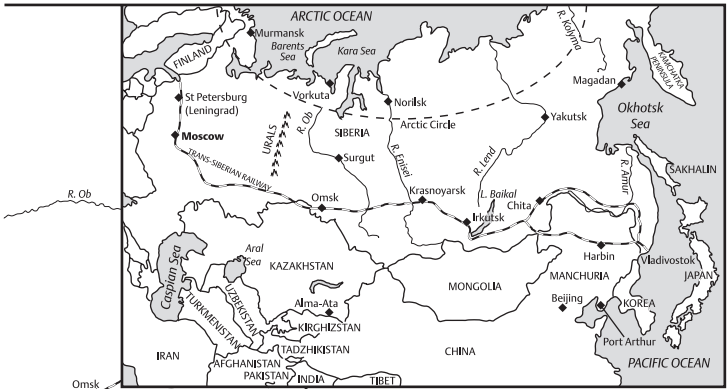 ARCTIC OCEAN
Murmansk
Barents
Sea
Kara Sea
R. Kolyma
KAMCHATKA
PENINSULA
FINLAND
Magadan
Vorkuta
Norilsk
St Petersburg
(Leningrad)
R. Ob
Arctic Circle
Yakutsk
Okhotsk
Sea
URALS
SIBERIA
Moscow
Surgut
R. Enisei
R. Lend
R. Amur
TRANS-SIBERIAN RAILWAY
SAKHALIN
R. Ob
Omsk
Krasnoyarsk
L. Baikal
Chita
Irkutsk
Caspian Sea
Aral
Sea
KAZAKHSTAN
Harbin
Vladivostok
MONGOLIA
MANCHURIA
JAPAN
UZBEKISTAN
TURKMENISTAN
Alma-Ata
Beijing
KOREA
KIRGHIZSTAN
Port Arthur
IRAN
TADZHIKISTAN
CHINA
AFGHANISTAN
PACIFIC OCEAN
PAKISTAN
INDIA
TIBET
Omsk